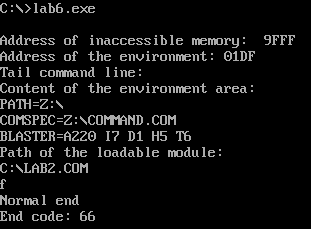 C:\>lab6.exe
Address of inaccessible memory:  9FFF
Address of the environment: 01DF
Tail command line:
Content of the environment area:
PATH=Z:\
COMSPEC=Z:\COMMAND.COM
BLASTER=A220 I7 D1 H5 T6
Path of the loadable module:
C:\LAB2.COM
f
Normal end
End code: 66